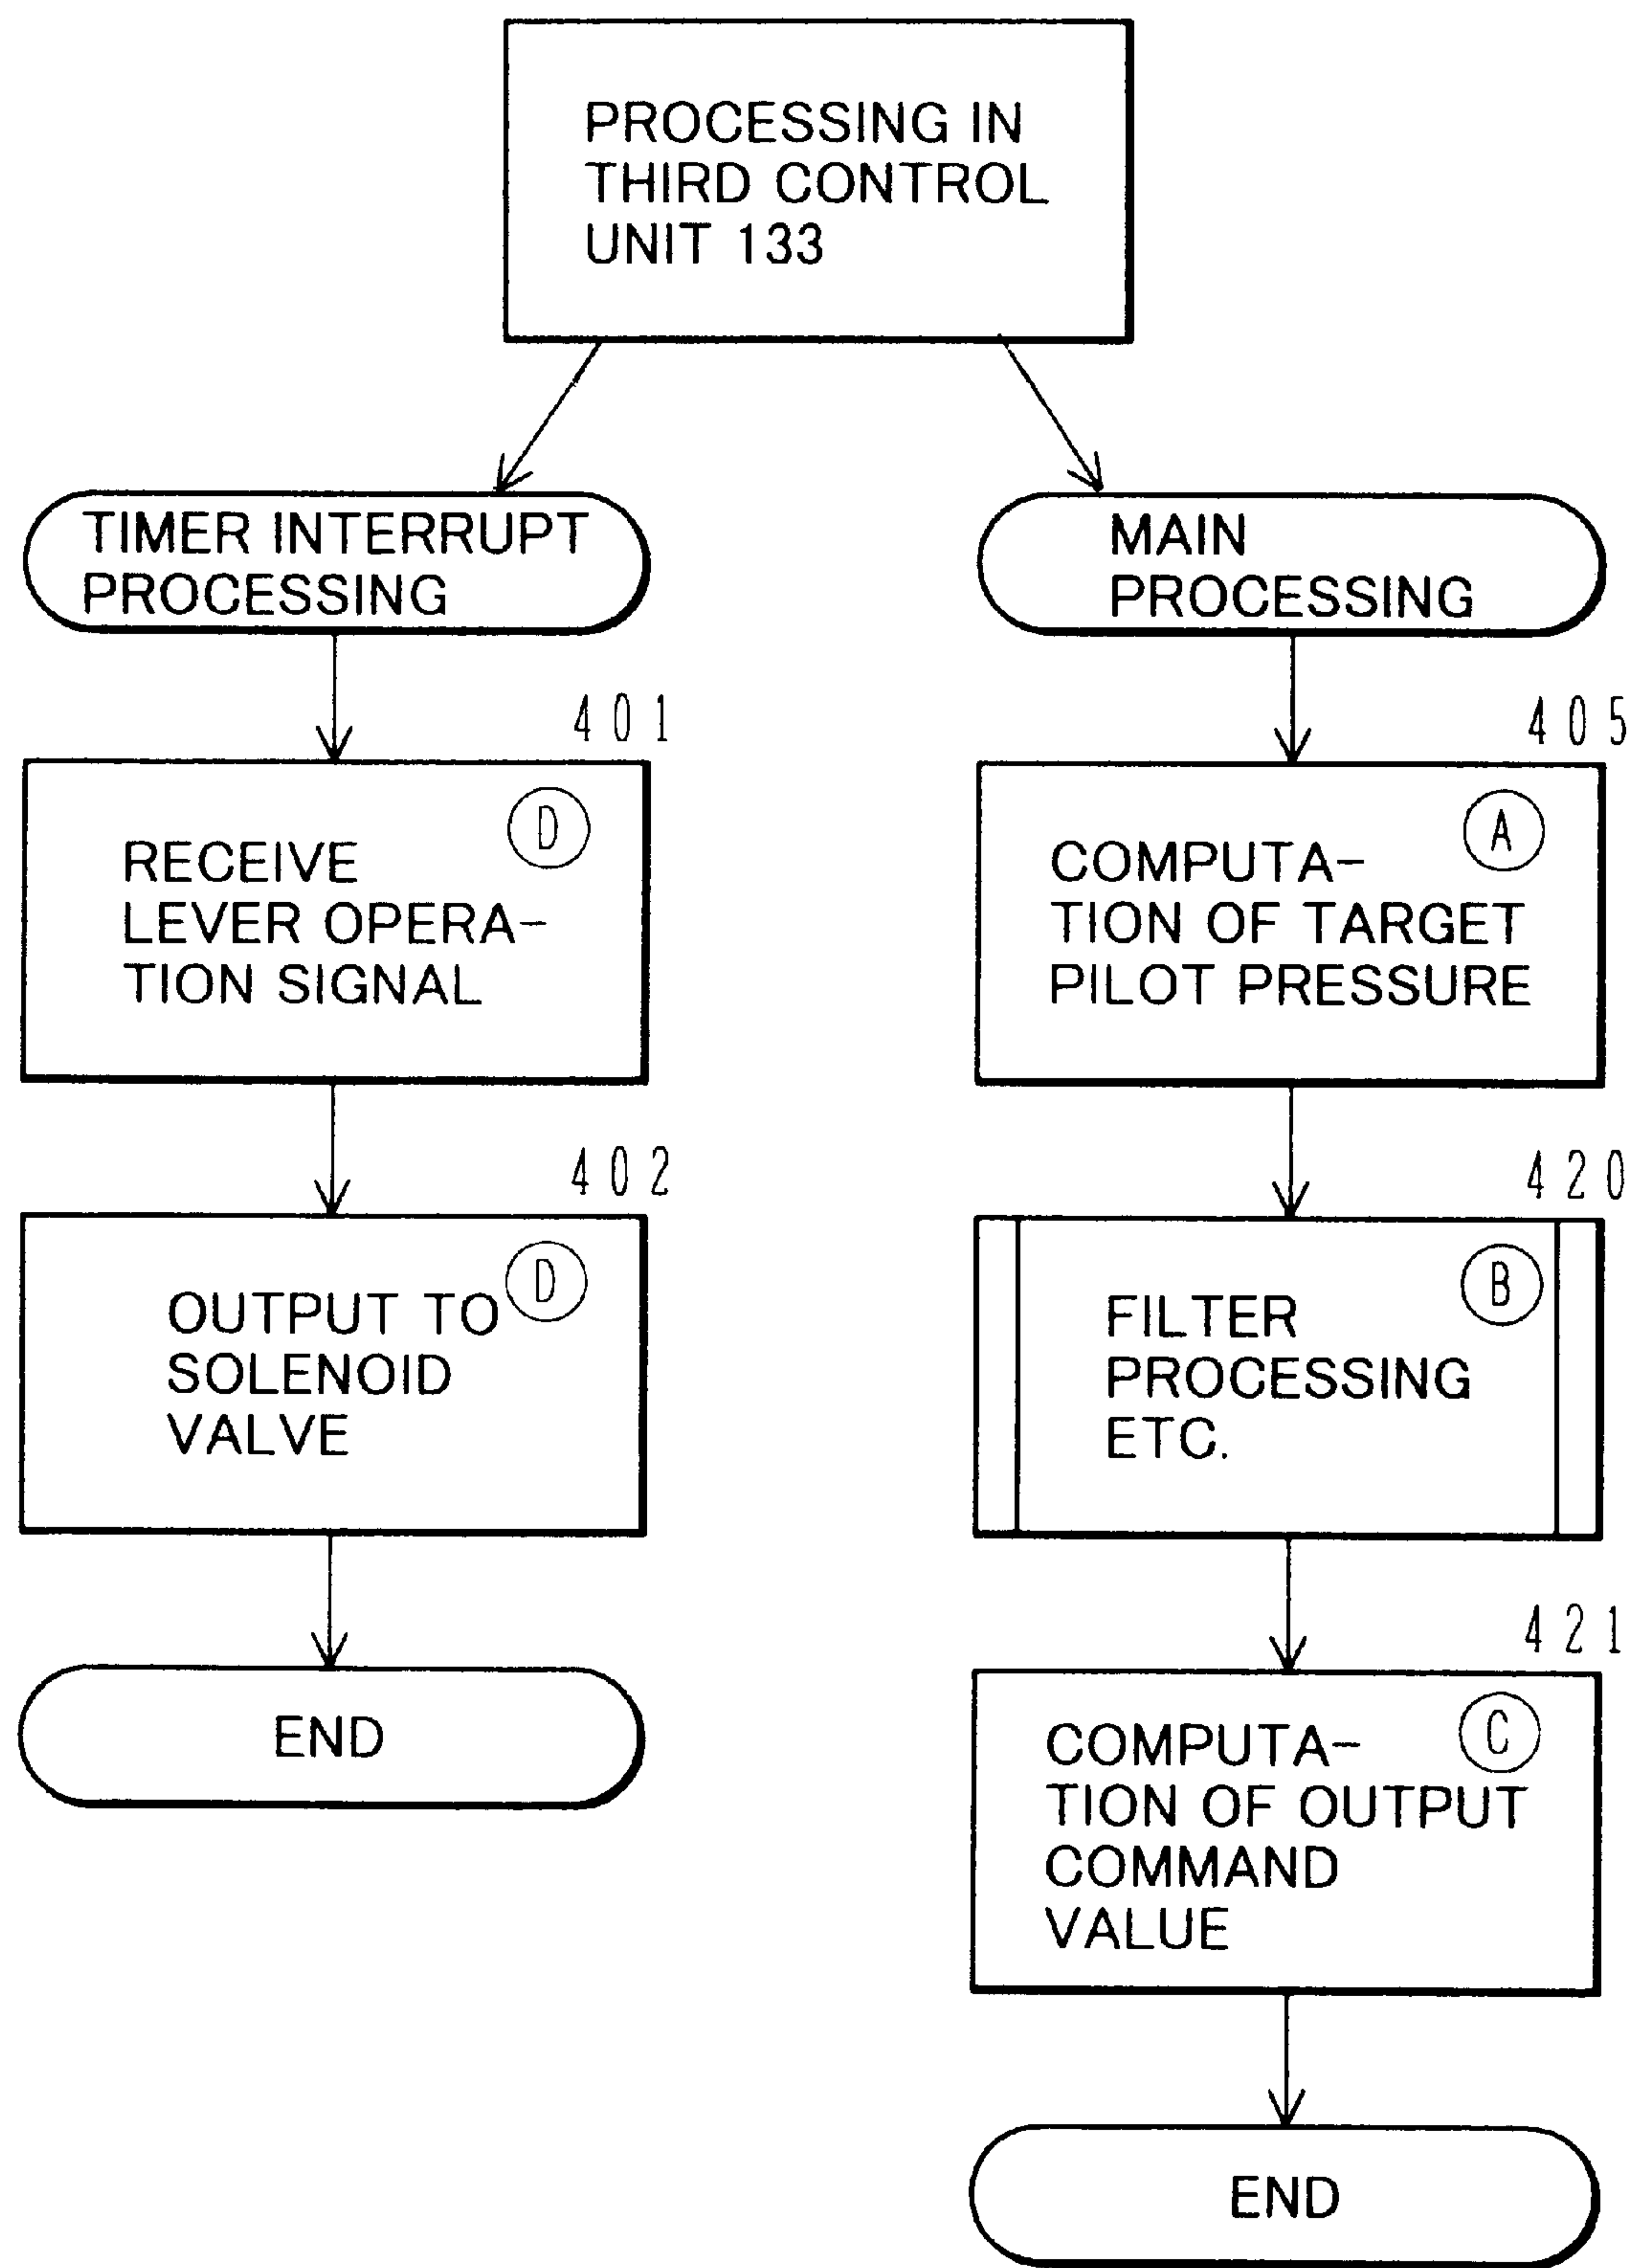 PROCESSING IN
THIRD CONTROL
UNIT 133
TIMER INTERRUPT
PROCESSING
401
D
RECEIVE
LEVER OPERA-
TION SIGNAL
402
D
OUTPUT TO
SOLENOID
VALVE
END
MAIN
PROCESSING
405
A
COMPUTA-
TION OF TARGET
PILOT PRESSURE
420
B
FILTER
PROCESSING
ETC.
421
C
COMPUTA-
TION OF OUTPUT
COMMAND
VALUE
END